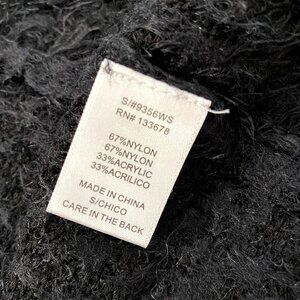 S/#9356WS
RN# 133678
67%NYLON
67%NYLON
33%ACRYLIC
33%ACRILICO
MADE IN CHINA
S/CHICO
CARE IN THE BACK